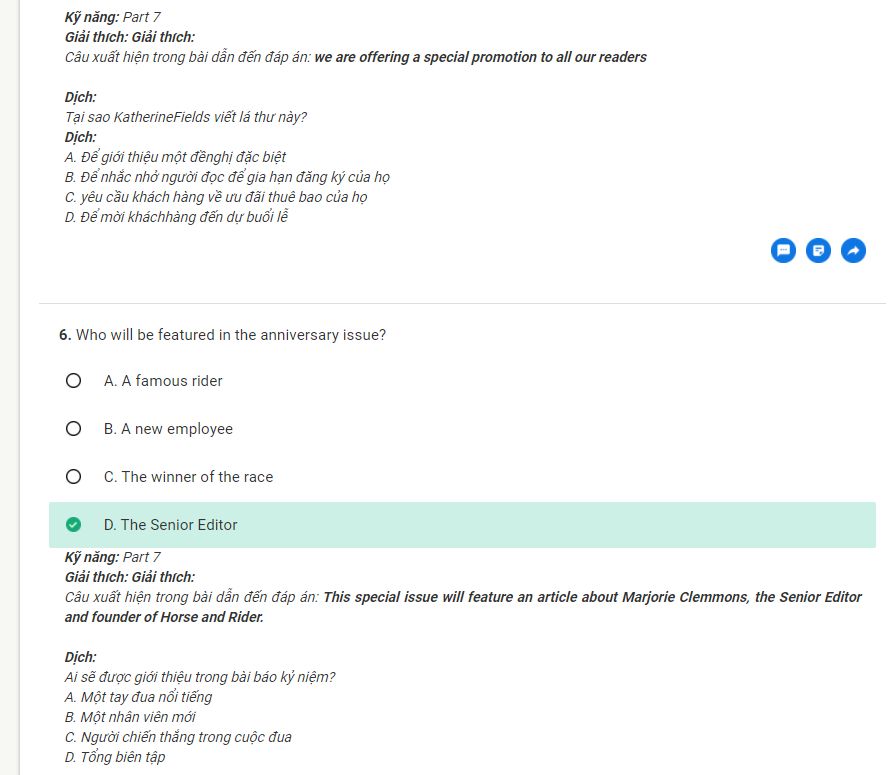 Kỹ năng: Part 7
Giải thích: Giải thích:
Câu xuất hiện trong bài dẫn đến đáp án: we are offering a special promotion to all our readers
Dịch:
Tại sao KatherineFields viết lá thư này?
Dịch:
A. Để giới thiệu một đềnghị đặc biệt
B. Để nhắc nhở người đọc để gia hạn đăng ký của họ
C. yêu cầu khách hàng về ưu đãi thuê bao của họ
D. Để mời kháchhàng đến dự buổi lễ
6. Who will be featured in the anniversary issue?
A. A famous rider
B. A new employee
C. The winner of the race
D. The Senior Editor
Kỹ năng: Part 7
Giải thích: Giải thích:
Câu xuất hiện trong bài dẫn đến đáp án: This special issue will feature an article about Marjorie Clemmons, the Senior Editor
and founder of Horse and Rider.
Dịch:
Ai sẽ được giới thiệu trong bài báo kỷ niệm?
A. Một tay đua nổi tiếng
B. Một nhân viên mới
C. Người chiến thắng trong cuộc đua
D. Tổng biên tập